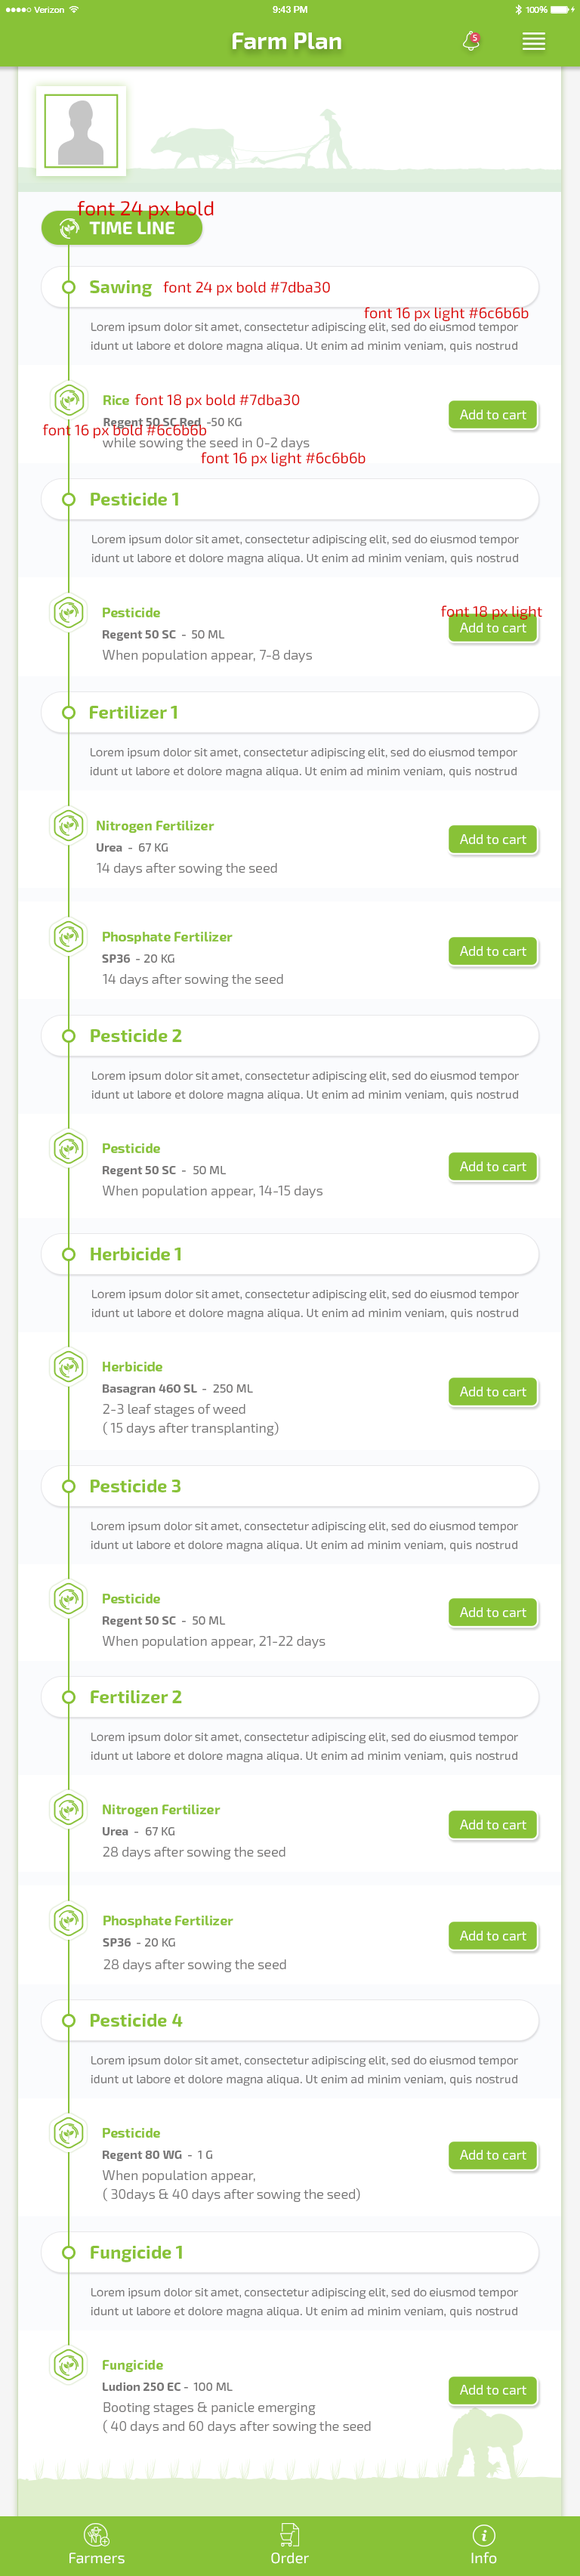 Verizon 9:43 PM 100%
Farm Plan 5
font 24 px bold
TIME LINE
Sawing font 24 px bold #7dba30
font 16 px light #6c6b6b
Lorem ipsum dolor sit amet, consectetur adipiscing elit, sed do eiusmod tempor
idunt ut labore et dolore magna aliqua. Ut enim ad minim veniam, quis nostrud
Rice font 18 px bold #7dba30
Add to cart
Regent 50 SC Red -50 KG
font 16 px bold #6c6b6b
while sowing the seed in 0-2 days
font 16 px light #6c6b6b
Pesticide 1
Lorem ipsum dolor sit amet, consectetur adipiscing elit, sed do eiusmod tempor
idunt ut labore et dolore magna aliqua. Ut enim ad minim veniam, quis nostrud
font 18 px light
Pesticide
Add to cart
Regent 50 SC - 50 ML
When population appear, 7-8 days
Fertilizer 1
Lorem ipsum dolor sit amet, consectetur adipiscing elit, sed do eiusmod tempor
idunt ut labore et dolore magna aliqua. Ut enim ad minim veniam, quis nostrud
Nitrogen Fertilizer
Add to cart
Urea - 67 KG
14 days after sowing the seed
Phosphate Fertilizer
Add to cart
SP36 - 20 KG
14 days after sowing the seed
Pesticide 2
Lorem ipsum dolor sit amet, consectetur adipiscing elit, sed do eiusmod tempor
idunt ut labore et dolore magna aliqua. Ut enim ad minim veniam, quis nostrud
Pesticide
Add to cart
Regent 50 SC - 50 ML
When population appear, 14-15 days
Herbicide 1
Lorem ipsum dolor sit amet, consectetur adipiscing elit, sed do eiusmod tempor
idunt ut labore et dolore magna aliqua. Ut enim ad minim veniam, quis nostrud
Herbicide
Add to cart
Basagran 460 SL - 250 ML
2-3 leaf stages of weed
( 15 days after transplanting)
Pesticide 3
Lorem ipsum dolor sit amet, consectetur adipiscing elit, sed do eiusmod tempor
idunt ut labore et dolore magna aliqua. Ut enim ad minim veniam, quis nostrud
Pesticide
Add to cart
Regent 50 SC - 50 ML
When population appear, 21-22 days
Fertilizer 2
Lorem ipsum dolor sit amet, consectetur adipiscing elit, sed do eiusmod tempor
idunt ut labore et dolore magna aliqua. Ut enim ad minim veniam, quis nostrud
Nitrogen Fertilizer
Add to cart
Urea - 67 KG
28 days after sowing the seed
Phosphate Fertilizer
Add to cart
SP36 - 20 KG
28 days after sowing the seed
Pesticide 4
Lorem ipsum dolor sit amet, consectetur adipiscing elit, sed do eiusmod tempor
idunt ut labore et dolore magna aliqua. Ut enim ad minim veniam, quis nostrud
Pesticide
Add to cart
Regent 80 WG - 1 G
When population appear,
( 30days & 40 days after sowing the seed)
Fungicide 1
Lorem ipsum dolor sit amet, consectetur adipiscing elit, sed do eiusmod tempor
idunt ut labore et dolore magna aliqua. Ut enim ad minim veniam, quis nostrud
Fungicide
Add to cart
Ludion 250 EC - 100 ML
Booting stages & panicle emerging
( 40 days and 60 days after sowing the seed
Farmers Order Info